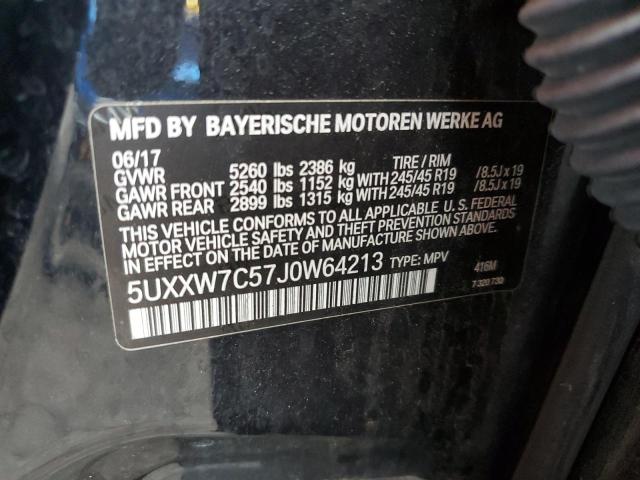 MFD BY BAYERISCHE MOTOREN WERKE AG
06/17 TIRE / RIM
GVWR 5260 lbs 2386 kg
GAWR FRONT 2540 lbs 1152 kg WITH 245/45 R19 /8.5J x 19
GAWR REAR 2899 lbs 1315 kg WITH 245/45 R19 /8.5J x 19
THIS VEHICLE CONFORMS TO ALL APPLICABLE U.S. FEDERAL
MOTOR VEHICLE SAFETY AND THEFT PREVENTION STANDARDS
IN EFFECT ON THE DATE OF MANUFACTURE SHOWN ABOVE.
5UXXW7C57J0W64213 TYPE: MPV 416M
7 320 730